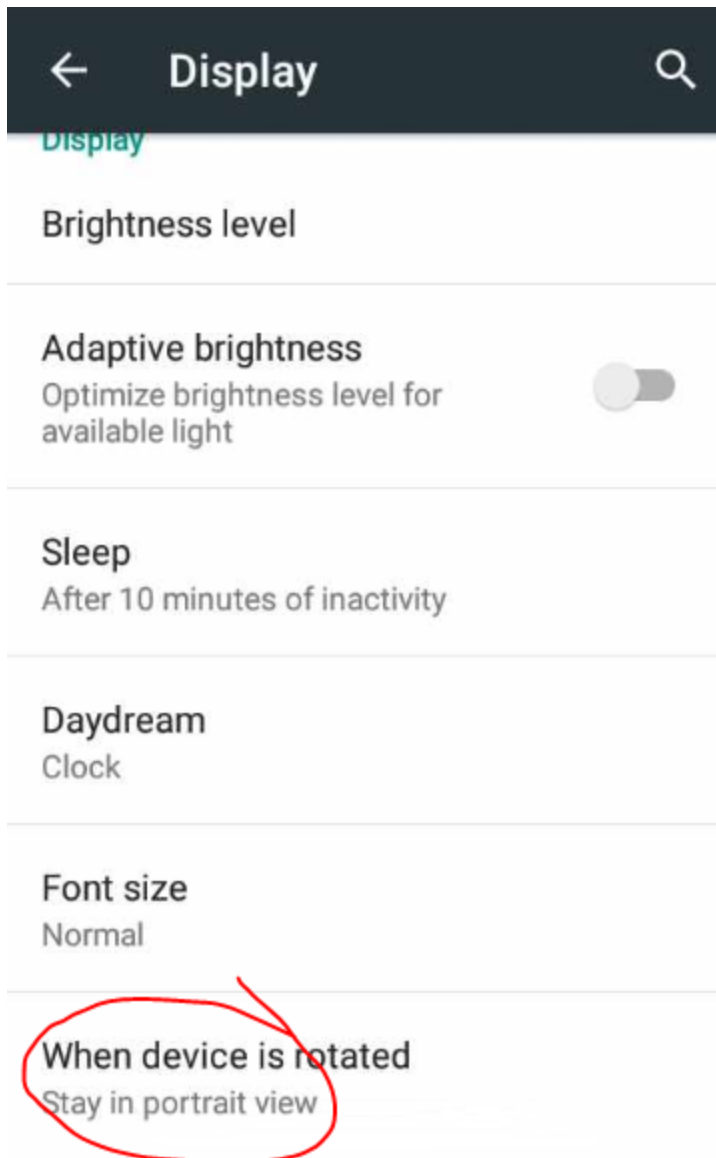 Display
Display
Brightness level
Adaptive brightness
Optimize brightness level for
available light
Sleep
After 10 minutes of inactivity
Daydream
Clock
Font size
Normal
When device is rotated
Stay in portrait view